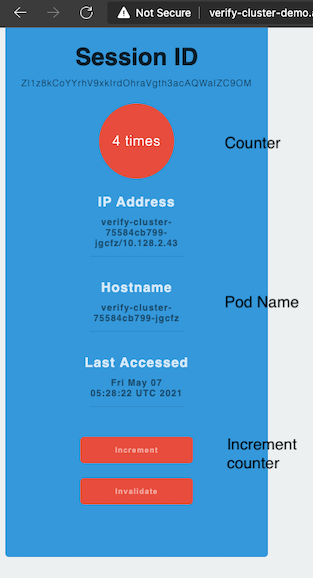 Not Secure | verify-cluster-demo.a
Session ID
ZI1z8kCoYYrhV9xkIrdOhraVgth3acAQWaIZC9OM
4 times
Counter
IP Address
verify-cluster-
75584cb799-
jgcfz/10.128.2.43
Hostname
verify-cluster-
75584cb799-jgcfz
Pod Name
Last Accessed
Fri May 07
05:28:22 UTC 2021
Increment
Increment
counter
Invalidate